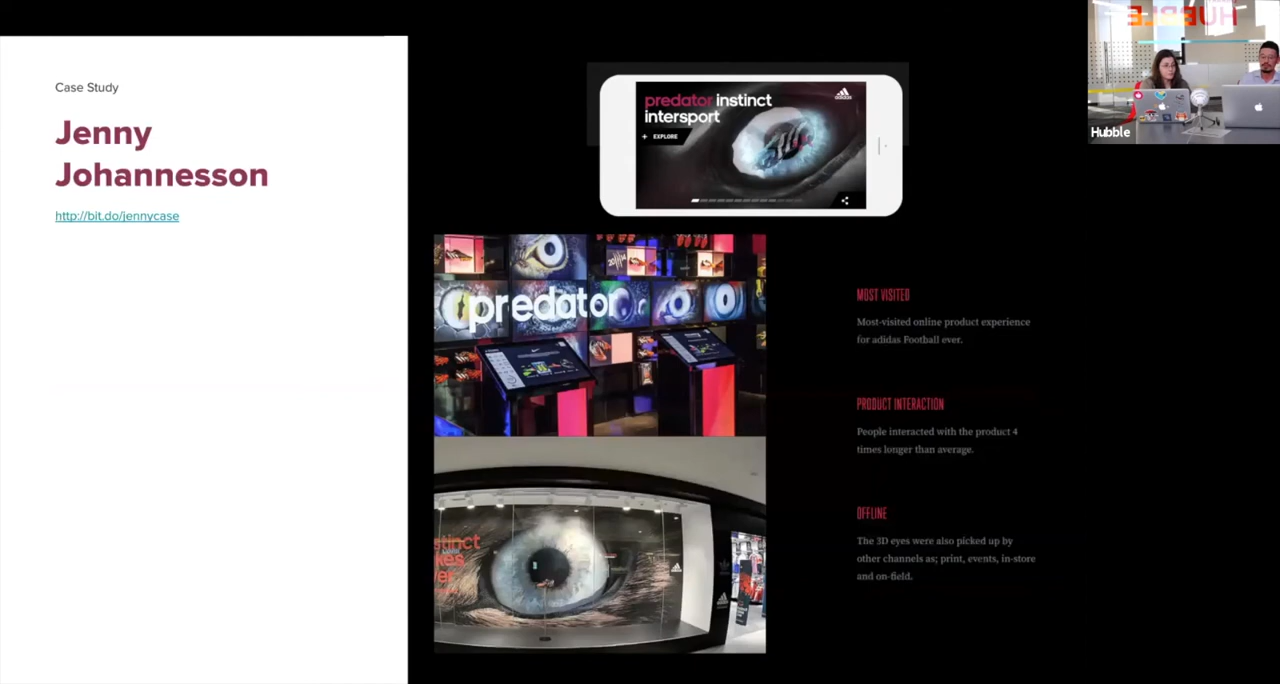 Case Study
Jenny
Johannesson
http://bit.do/jennycase
predator instinct
intersport
adidas
+ EXPLORE
predator
MOST VISITED
Most-visited online product experience
for adidas Football ever.
PRODUCT INTERACTION
People interacted with the product 4
times longer than average.
OFFLINE
The 3D eyes were also picked up by
other channels as; print, events, in-store
and on-field.
HUBBLE
Hubble